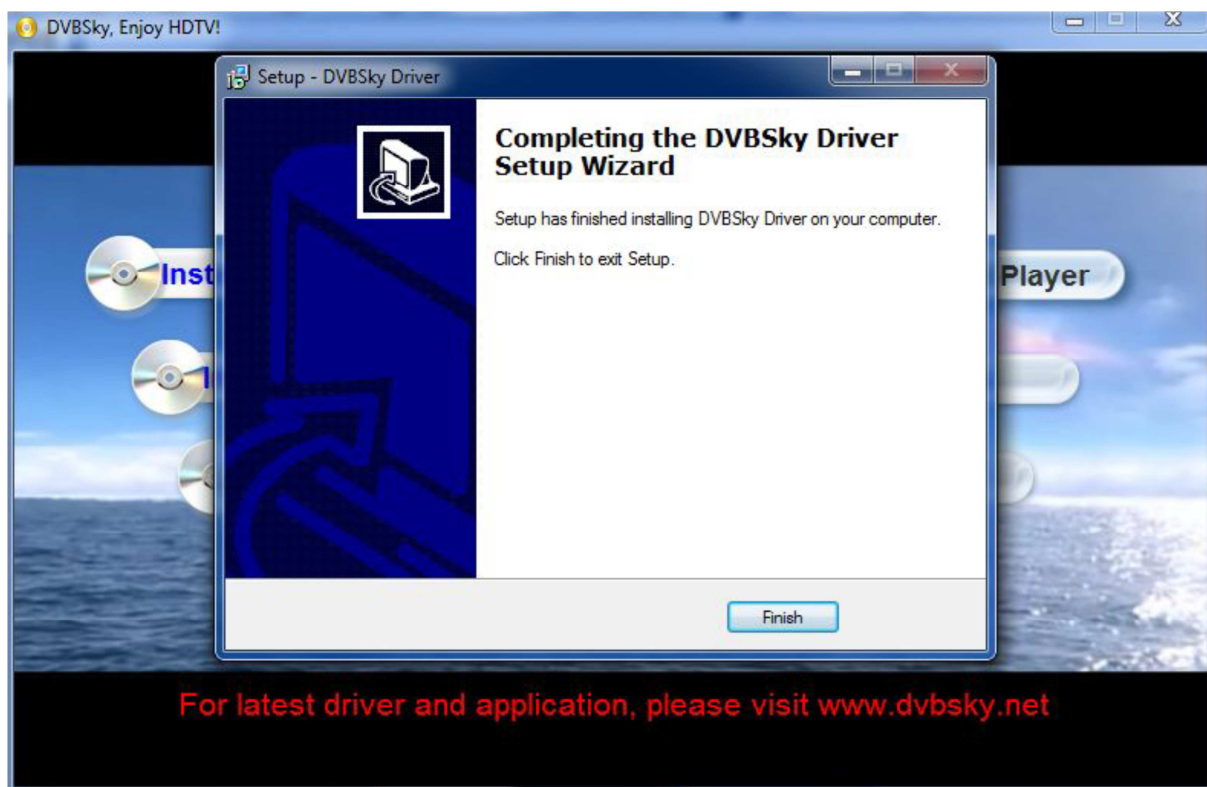 DVBSky, Enjoy HDTV!
Setup - DVBSky Driver
Completing the DVBSky Driver
Setup Wizard
Setup has finished installing DVBSky Driver on your computer.
Click Finish to exit Setup.
Inst
Player
Finish
For latest driver and application, please visit www.dvbsky.net